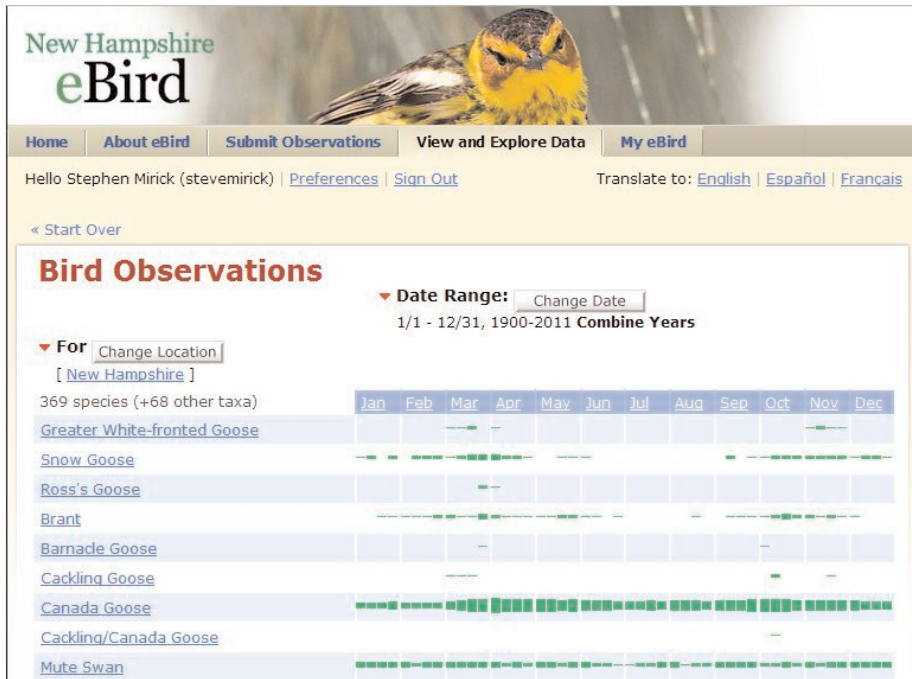 New Hampshire
eBird
Home About eBird Submit Observations View and Explore Data My eBird
Hello Stephen Mirick (stevemirick) | Preferences | Sign Out Translate to: English | Español | Français
« Start Over
Bird Observations
Date Range: Change Date
1/1 - 12/31, 1900-2011 Combine Years
For Change Location
[ New Hampshire ]
369 species (+68 other taxa) Jan Feb Mar Apr May Jun Jul Aug Sep Oct Nov Dec
Greater White-fronted Goose
Snow Goose
Ross's Goose
Brant
Barnacle Goose
Cackling Goose
Canada Goose
Cackling/Canada Goose
Mute Swan